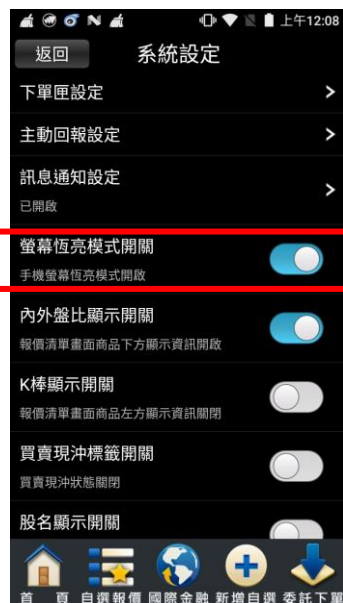 上午12:08
返回
系統設定
下單匣設定
主動回報設定
訊息通知設定
已開啟
螢幕恆亮模式開關
手機螢幕恆亮模式開啟
內外盤比顯示開關
報價清單畫面商品下方顯示資訊開啟
K棒顯示開關
報價清單畫面商品左方顯示資訊關閉
買賣現沖標籤開關
買賣現沖狀態關閉
股名顯示開關
首 頁 自選報價 國際金融 新增自選 委託下單